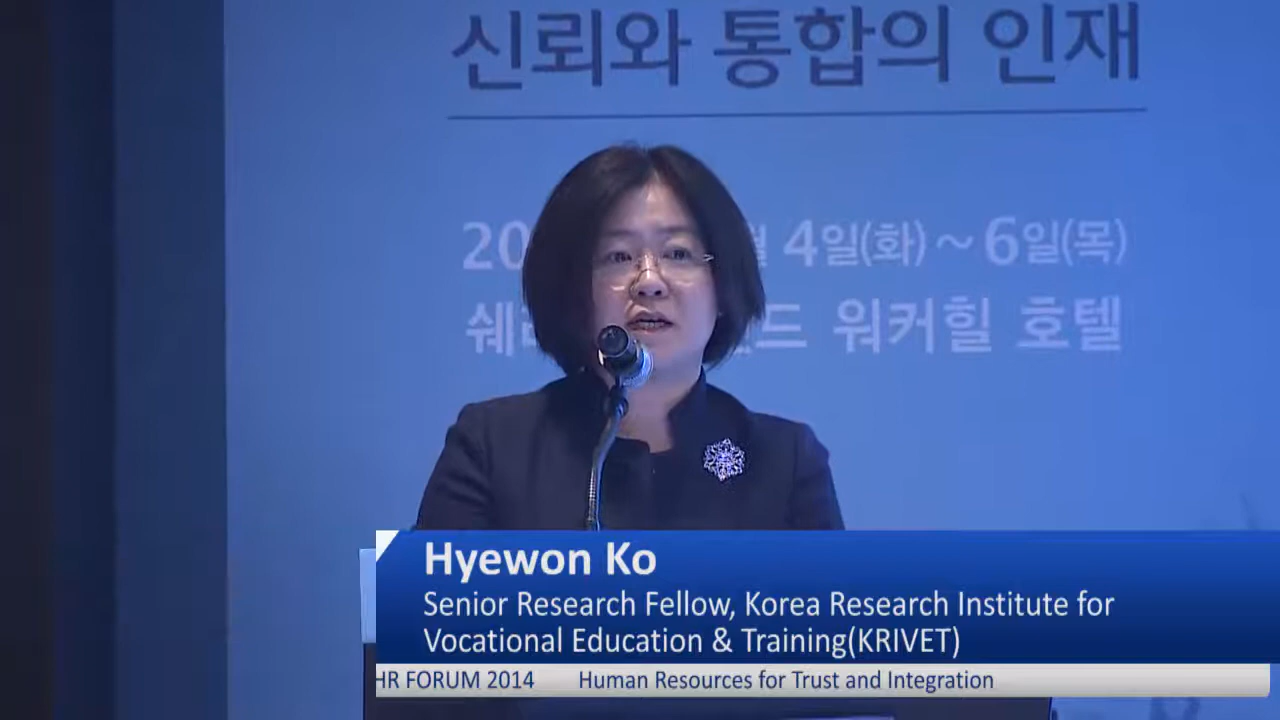 신뢰와 통합의 인재
20 4일(화) ~ 6일(목)
워커힐 호텔
Hyewon Ko
Senior Research Fellow, Korea Research Institute for
Vocational Education & Training(KRIVET)
HR FORUM 2014 Human Resources for Trust and Integration